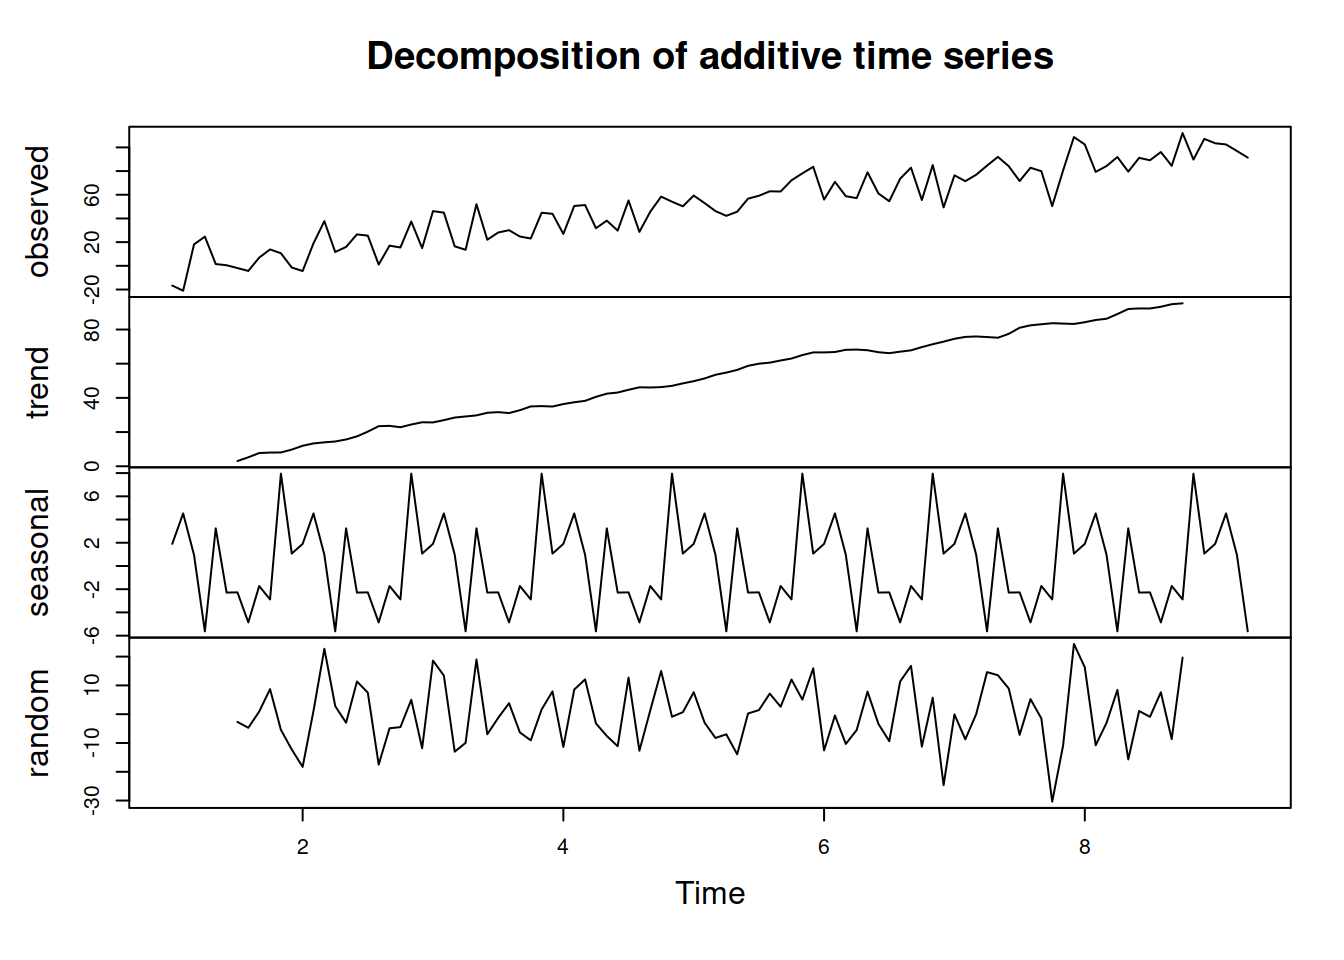 Decomposition of additive time series
observed
-20 20 60
trend
0 40 80
seasonal
-6 -2 2 6
random
-30 -10 10
2 4 6 8
Time